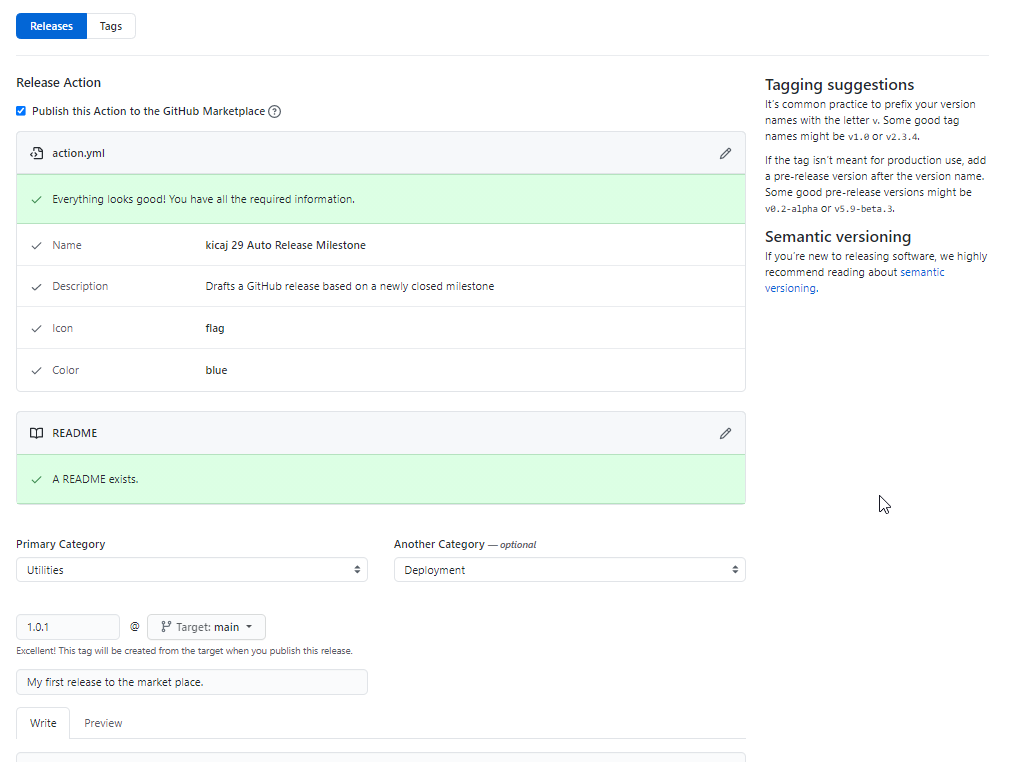 Releases Tags
Release Action
Publish this Action to the GitHub Marketplace ?
action.yml
Everything looks good! You have all the required information.
Name kicaj 29 Auto Release Milestone
Description Drafts a GitHub release based on a newly closed milestone
Icon flag
Color blue
README
A README exists.
Primary Category
Utilities
Another Category — optional
Deployment
1.0.1 @ Target: main
Excellent! This tag will be created from the target when you publish this release.
My first release to the market place.
Write Preview
Tagging suggestions
It's common practice to prefix your version
names with the letter v. Some good tag
names might be v1.0 or v2.3.4.
If the tag isn't meant for production use, add
a pre-release version after the version name.
Some good pre-release versions might be
v0.2-alpha or v5.9-beta.3.
Semantic versioning
If you're new to releasing software, we highly
recommend reading about semantic
versioning.